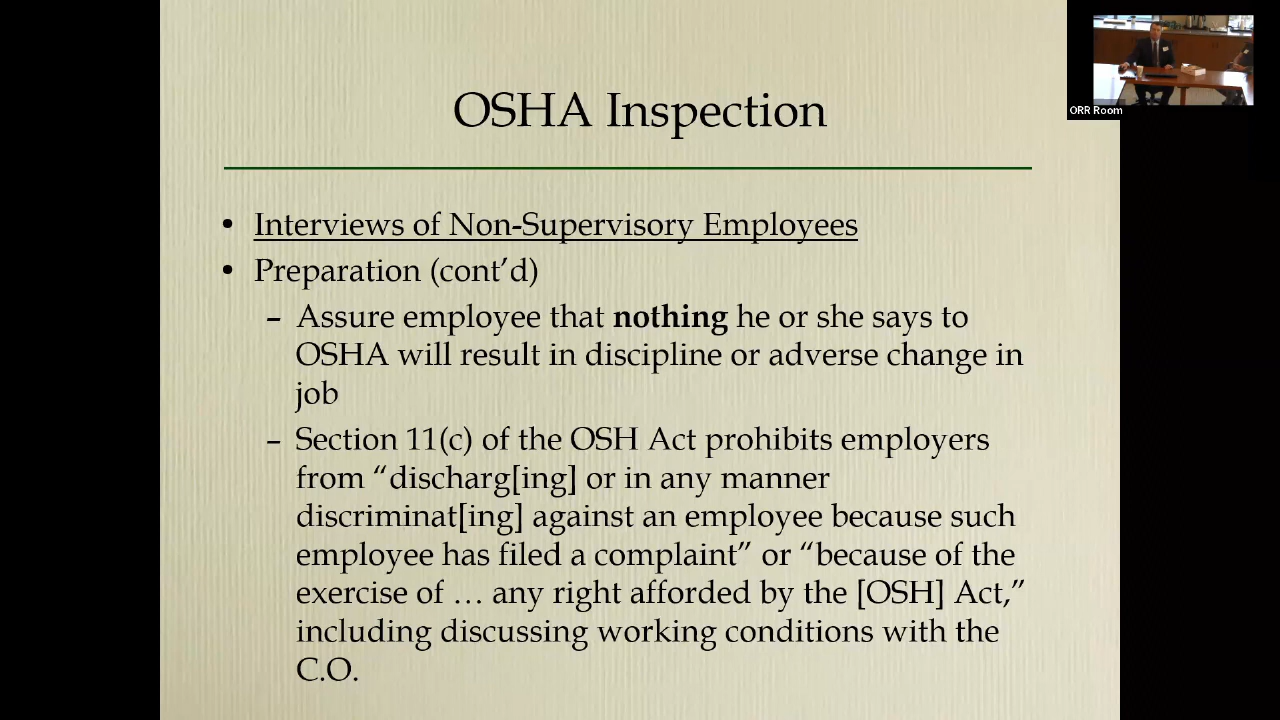 OSHA Inspection
ORR Room
• Interviews of Non-Supervisory Employees
• Preparation (cont’d)
– Assure employee that nothing he or she says to
OSHA will result in discipline or adverse change in
job
– Section 11(c) of the OSH Act prohibits employers
from “discharg[ing] or in any manner
discriminat[ing] against an employee because such
employee has filed a complaint” or “because of the
exercise of … any right afforded by the [OSH] Act,”
including discussing working conditions with the
C.O.